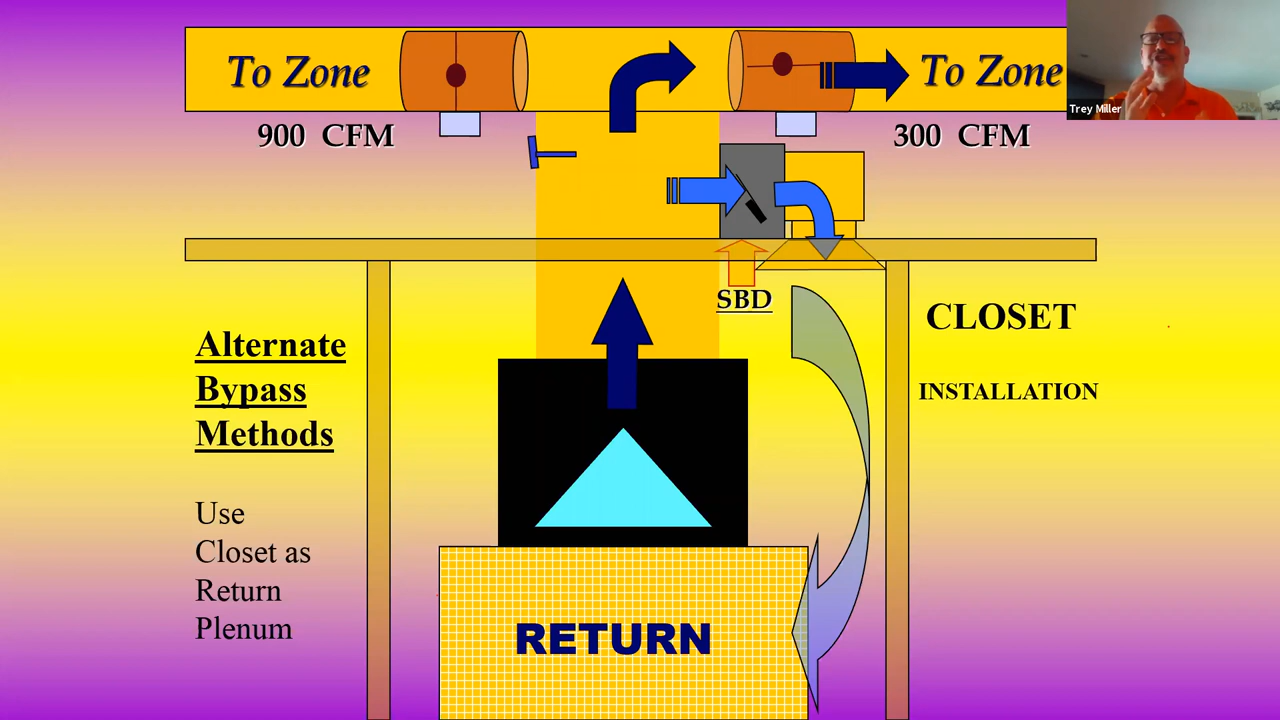 To Zone
To Zone
Trey Miller
900 CFM
300 CFM
SBD
CLOSET
INSTALLATION
Alternate
Bypass
Methods
Use
Closet as
Return
Plenum
RETURN